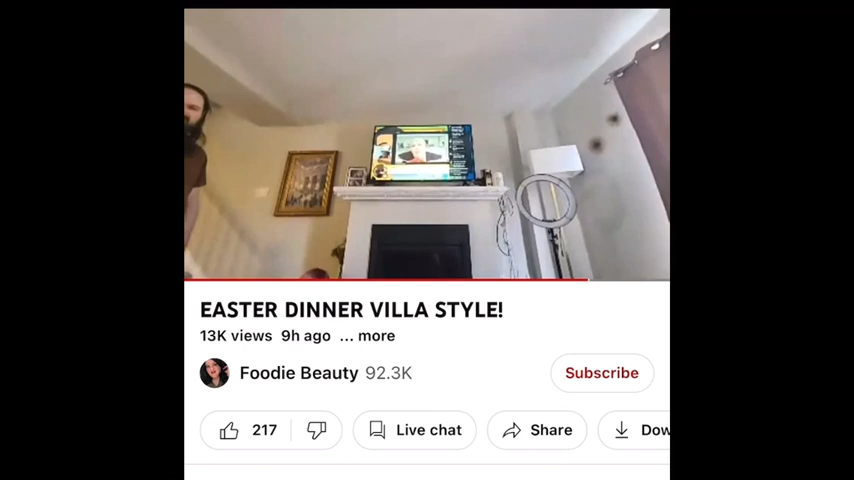 EASTER DINNER VILLA STYLE!
13K views 9h ago ... more
Foodie Beauty 92.3K
Subscribe
217
Live chat
Share
Dow